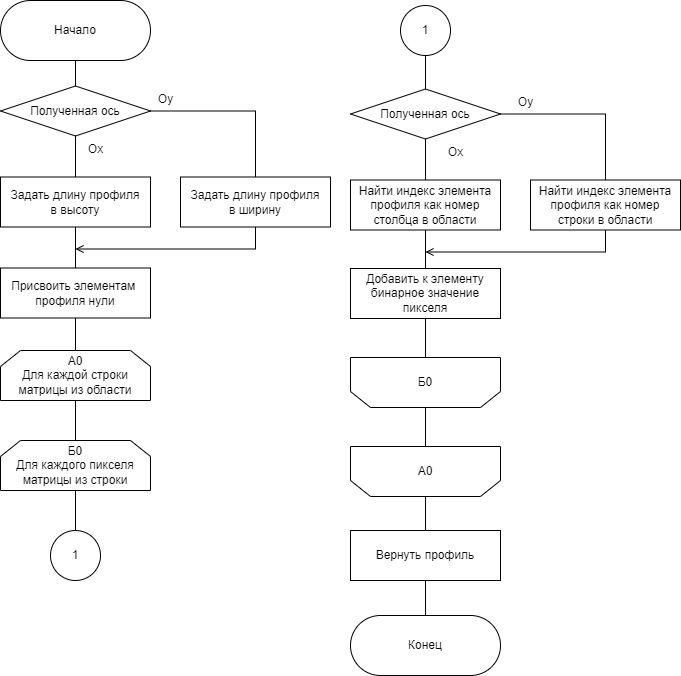 Начало
Полученная ось
Oy
Ox
Задать длину профиля
в высоту
Задать длину профиля
в ширину
Присвоить элементам
профиля нули
А0
Для каждой строки
матрицы из области
Б0
Для каждого пикселя
матрицы из строки
1
1
Полученная ось
Oy
Ox
Найти индекс элемента
профиля как номер
столбца в области
Найти индекс элемента
профиля как номер
строки в области
Добавить к элементу
бинарное значение
пикселя
Б0
А0
Вернуть профиль
Конец